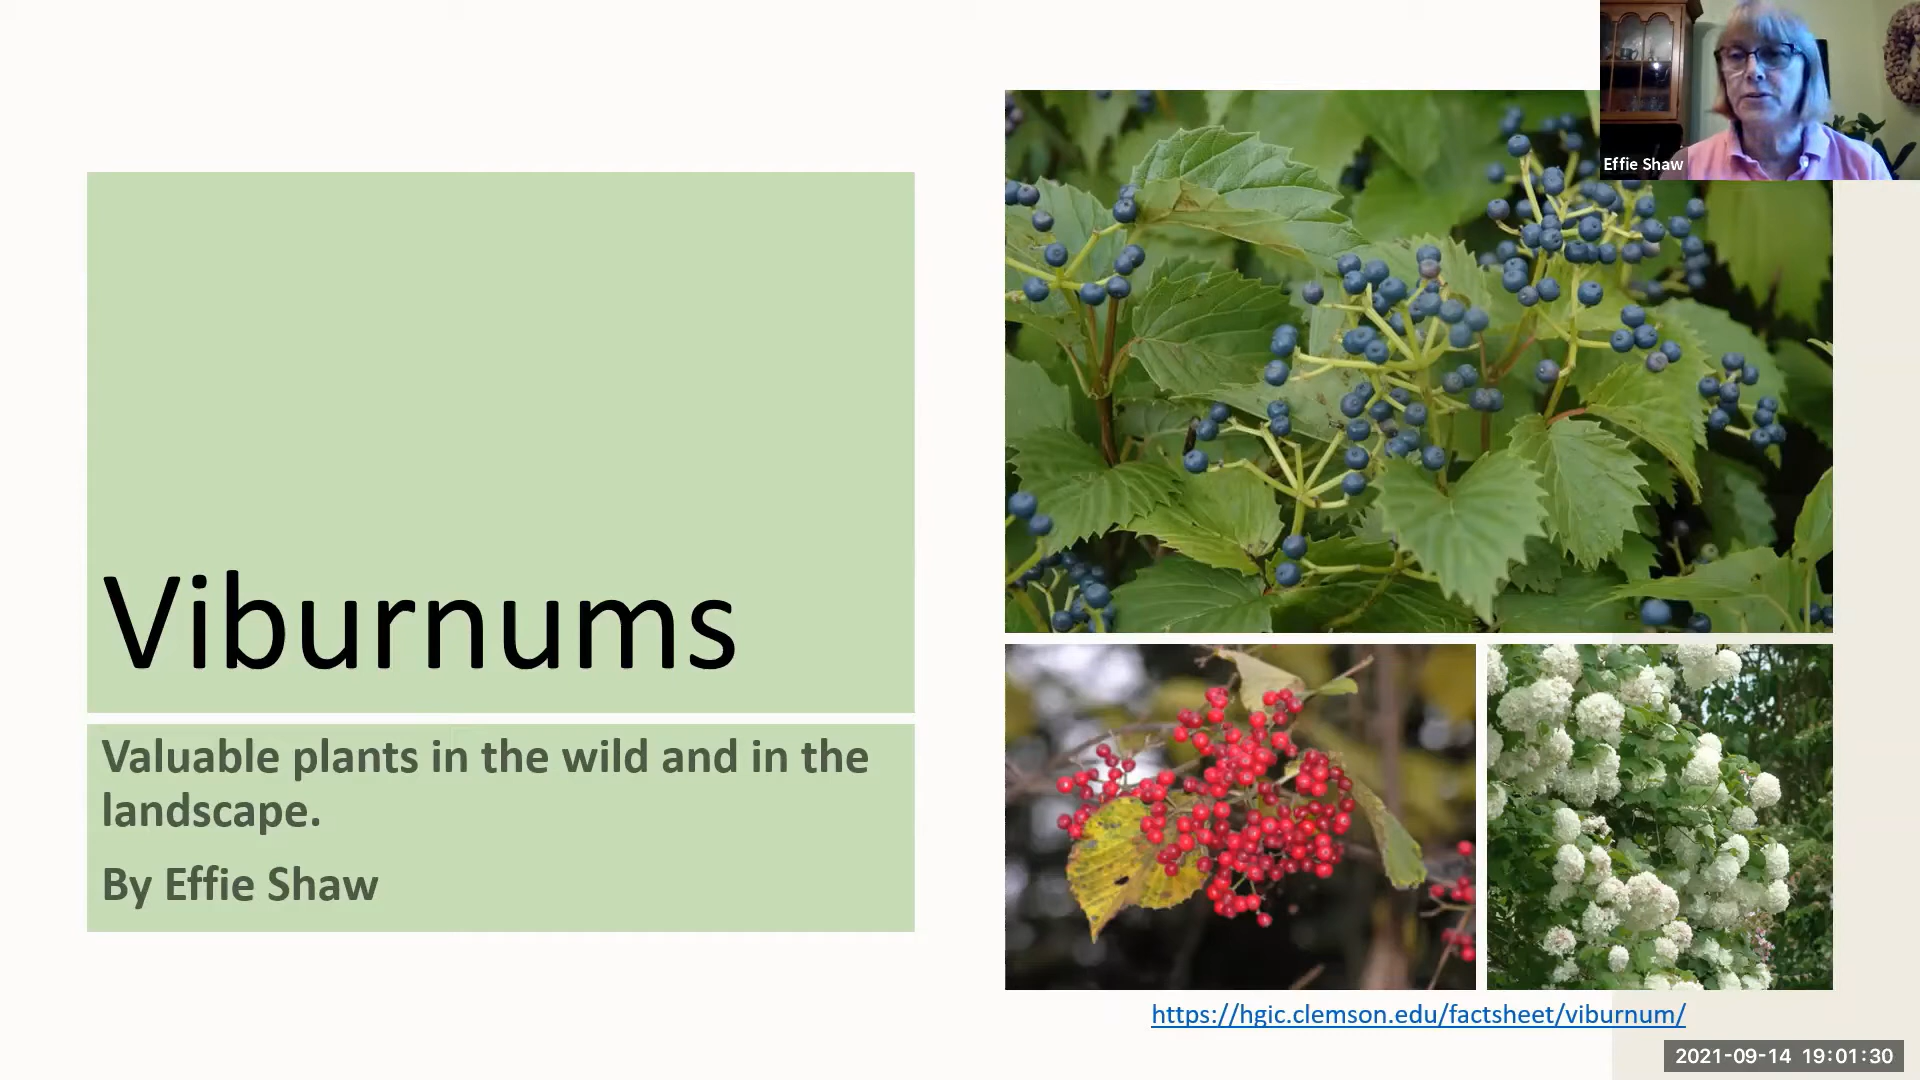 Effie Shaw
Viburnums
Valuable plants in the wild and in the
landscape.
By Effie Shaw
https://hgic.clemson.edu/factsheet/viburnum/
2021-09-14 19:01:30